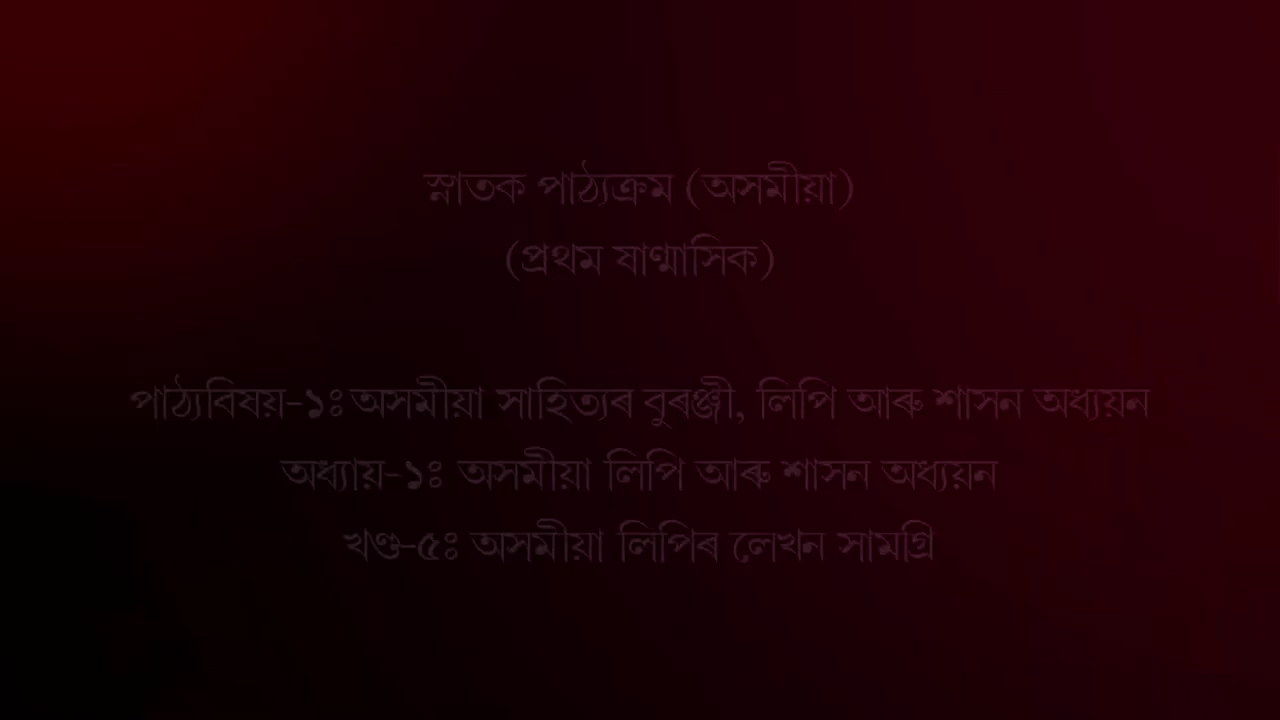 স্নাতক পাঠ্যক্ৰম (অসমীয়া)
(প্ৰথম ষাণ্মাসিক)
পাঠ্যবিষয়-১ঃ অসমীয়া সাহিত্যৰ বুৰঞ্জী, লিপি আৰু শাসন অধ্যয়ন
অধ্যায়-১ঃ অসমীয়া লিপি আৰু শাসন অধ্যয়ন
খণ্ড-৫ঃ অসমীয়া লিপিৰ লেখন সামগ্ৰি